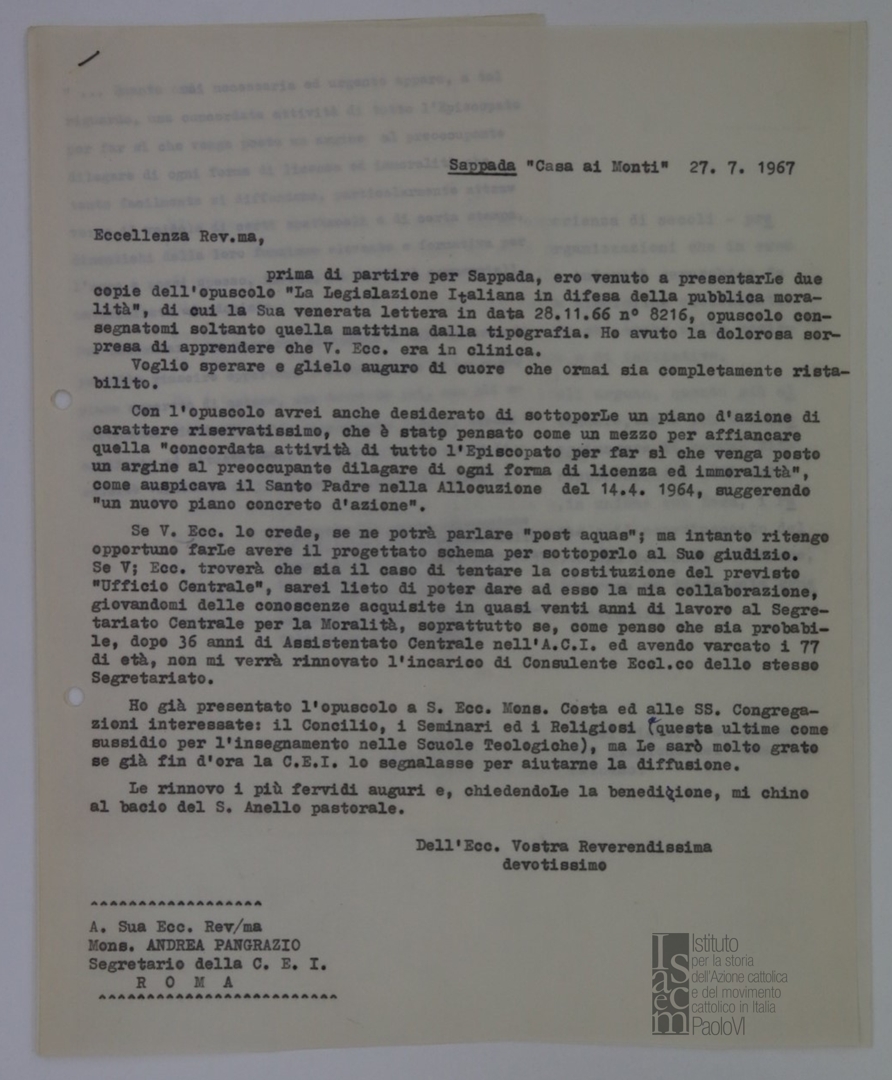 Sappada "Casa ai Monti" 27. 7. 1967
Eccellenza Rev.ma,
prima di partire per Sappada, ero venuto a presentarLe due
copie dell'opuscolo "La Legislazione Italiana in difesa della pubblica mora-
lità", di cui la Sua venerata lettera in data 28.11.66 n° 8216, opuscolo con-
segnatomi soltanto quella matttina dalla tipografia. Ho avuto la dolorosa sor-
presa di apprendere che V. Ecc. era in clinica.
Voglio sperare e glielo auguro di cuore che ormai sia completamente rista-
bilito.
Con l'opuscolo avrei anche desiderato di sottoporLe un piano d'azione di
carattere riservatissimo, che è stato pensato come un mezzo per affiancare
quella "concordata attività di tutto l'Episcopato per far sì che venga posto
un argine al preoccupante dilagare di ogni forma di licenza ed immoralità",
come auspicava il Santo Padre nella Allocuzione del 14.4. 1964, suggerendo
"un nuovo piano concreto d'azione".
Se V. Ecc. lo crede, se ne potrà parlare "post aquas"; ma intanto ritengo
opportuno farLe avere il progettato schema per sottoporlo al Suo giudizio.
Se V; Ecc. troverà che sia il caso di tentare la costituzione del previsto
"Ufficio Centrale", sarei lieto di poter dare ad esso la mia collaborazione,
giovandomi delle conoscenze acquisite in quasi venti anni di lavoro al Segre-
tariato Centrale per la Moralità, soprattutto se, come penso che sia probabi-
le, dopo 36 anni di Assistentato Centrale nell'A.C.I. ed avendo varcato i 77
di età, non mi verrà rinnovato l'incarico di Consulente Eccl.co dello stesso
Segretariato.
Ho già presentato l'opuscolo a S. Ecc. Mons. Costa ed alle SS. Congrega-
zioni interessate: il Concilio, i Seminari ed i Religiosi (queste ultime come
sussidio per l'insegnamento nelle Scuole Teologiche), ma Le sarò molto grato
se già fin d'ora la C.E.I. lo segnalasse per aiutarne la diffusione.
Le rinnovo i più fervidi auguri e, chiedendoLe la benedizione, mi chino
al bacio del S. Anello pastorale.
Dell'Ecc. Vostra Reverendissima
devotissimo
A. Sua Ecc. Rev/ma
Mons. ANDREA PANGRAZIO
Segretario della C. E. I.
R O M A
Isacem
Istituto
per la storia
dell'Azione cattolica
e del movimento
cattolico in Italia
PaoloVI